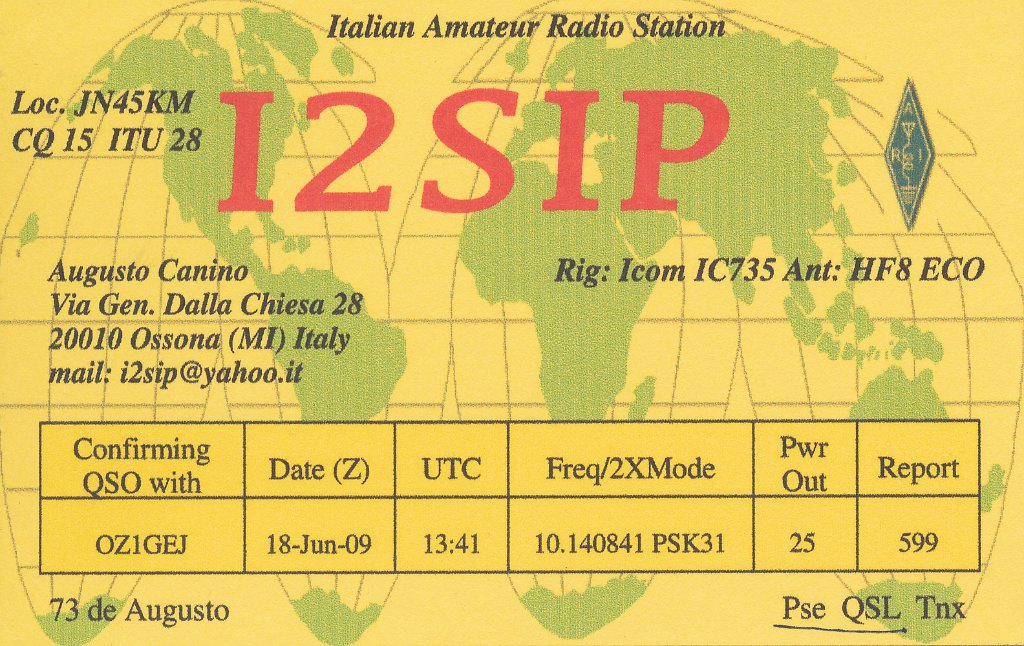 Italian Amateur Radio Station
Loc. JN45KM
CQ 15 ITU 28
I2SIP
R I
Augusto Canino
Via Gen. Dalla Chiesa 28
20010 Ossona (MI) Italy
mail: i2sip@yahoo.it
Rig: Icom IC735 Ant: HF8 ECO
Confirming QSO with Date (Z) UTC Freq/2XMode Pwr Out Report
OZ1GEJ 18-Jun-09 13:41 10.140841 PSK31 25 599
73 de Augusto
Pse QSL Tnx